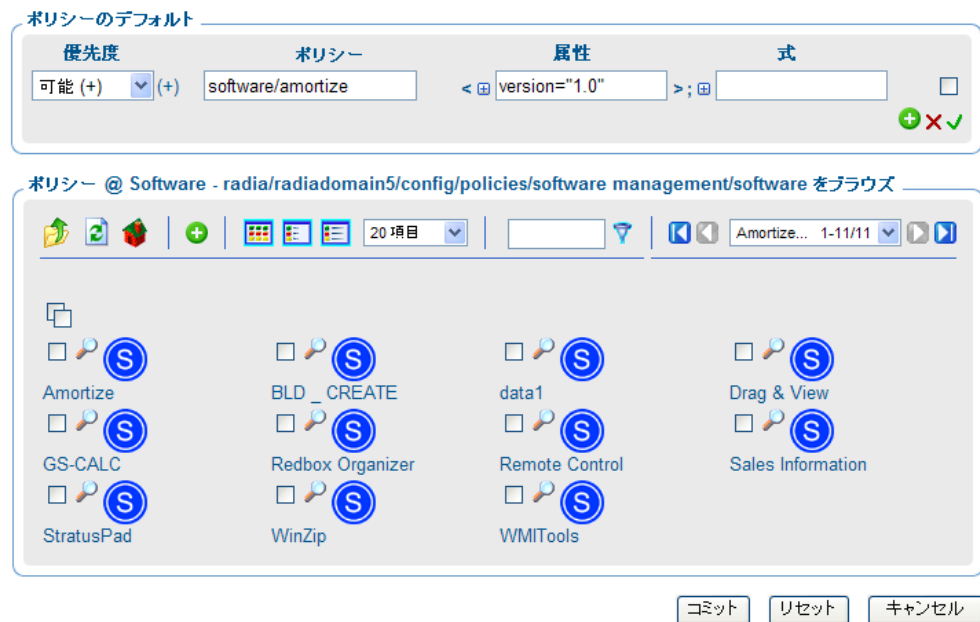 ポリシーのデフォルト
優先度 ポリシー 属性 式
可能 (+) (+) software/amortize < version="1.0" > ;
ポリシー @ Software - radia/radiadomain5/config/policies/software management/software をブラウズ
20 項目 Amortize... 1-11/11
S S S S
Amortize BLD _ CREATE data1 Drag & View
S S S S
GS-CALC Redbox Organizer Remote Control Sales Information
S S S
StratusPad WinZip WMITools
コミット リセット キャンセル